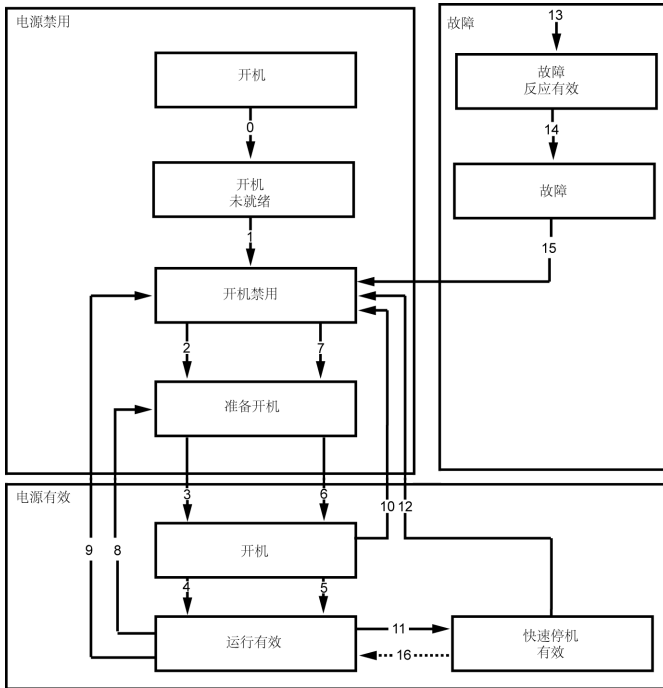 电源禁用
开机
0
开机
未就绪
1
开机禁用
2
7
准备开机
故障
13
故障
反应有效
14
故障
15
电源有效
3
6
10
12
开机
9
8
4
5
运行有效
11
16
快速停机
有效